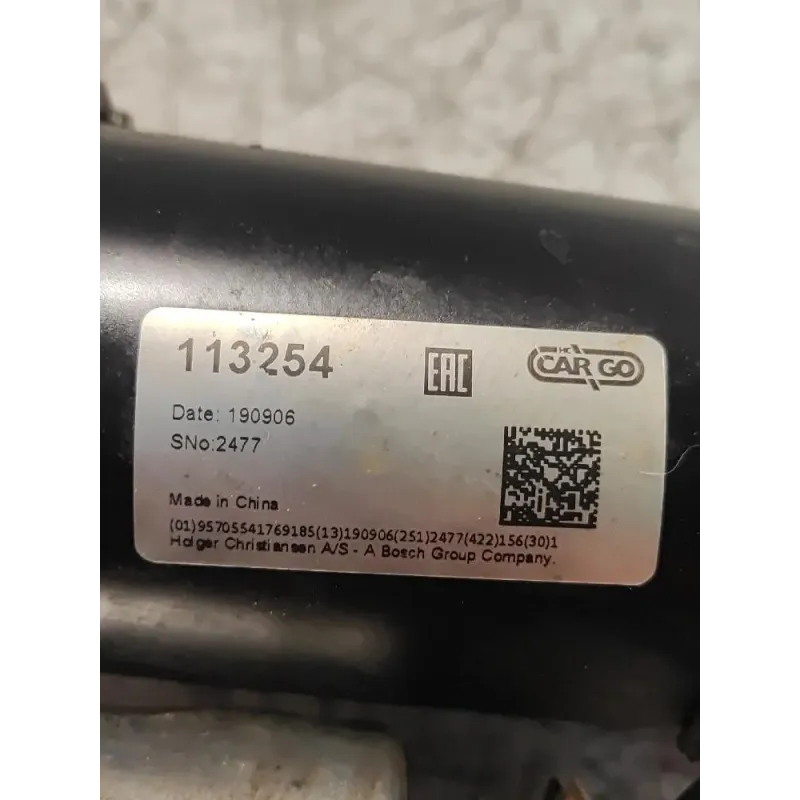 113254
EAC
HC
CARGO
Date: 190906
SNo:2477
Made in China
(01)95705541769185(13)190906(251)2477(422)156(30)1
Holger Christiansen A/S - A Bosch Group Company.